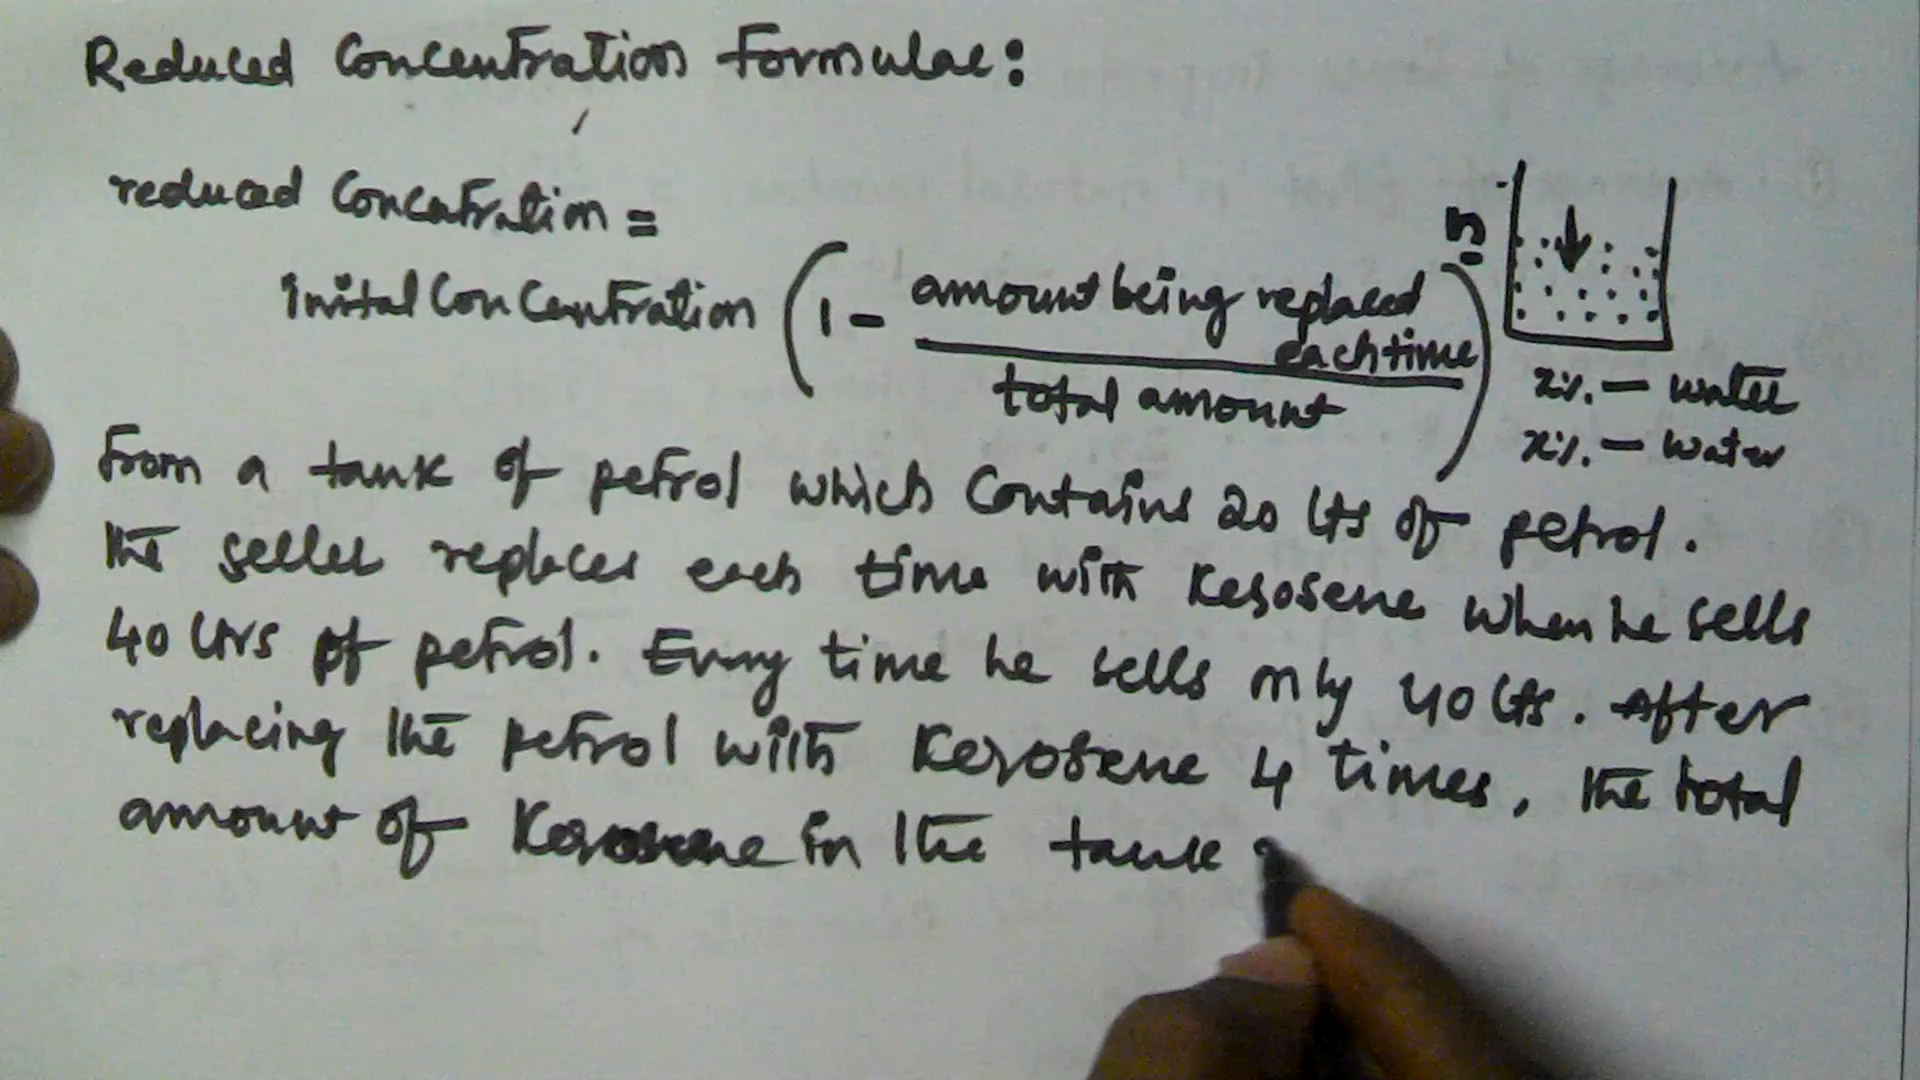 Reduced Concentration Formulae:
reduced Concentration =
Inital Concentration ( 1 - amount being replaced
each time
total amount ) n
x%. — water
x%. — water
From a tank of petrol which Contains 20 lts of petrol.
the seller replaces each time with Kerosene when he sells
40 ltrs of petrol. Every time he sells only 40 lts. After
replacing the petrol with Kerosene 4 times, the total
amount of Kerosene in the tank